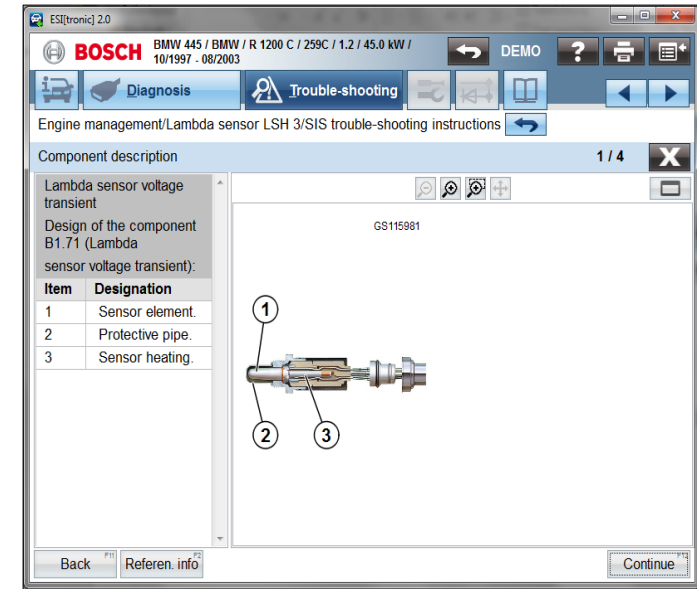 ESI[tronic] 2.0
BOSCH
BMW 445 / BMW / R 1200 C / 259C / 1.2 / 45.0 kW /
10/1997 - 08/2003
DEMO
?
Diagnosis
Trouble-shooting
Engine management/Lambda sensor LSH 3/SIS trouble-shooting instructions
Component description
1 / 4
X
Lambda sensor voltage
transient
Design of the component
B1.71 (Lambda
sensor voltage transient):
Item Designation
1 Sensor element.
2 Protective pipe.
3 Sensor heating.
GS115981
1
2
3
Back F11
Referen. info F2
Continue F12